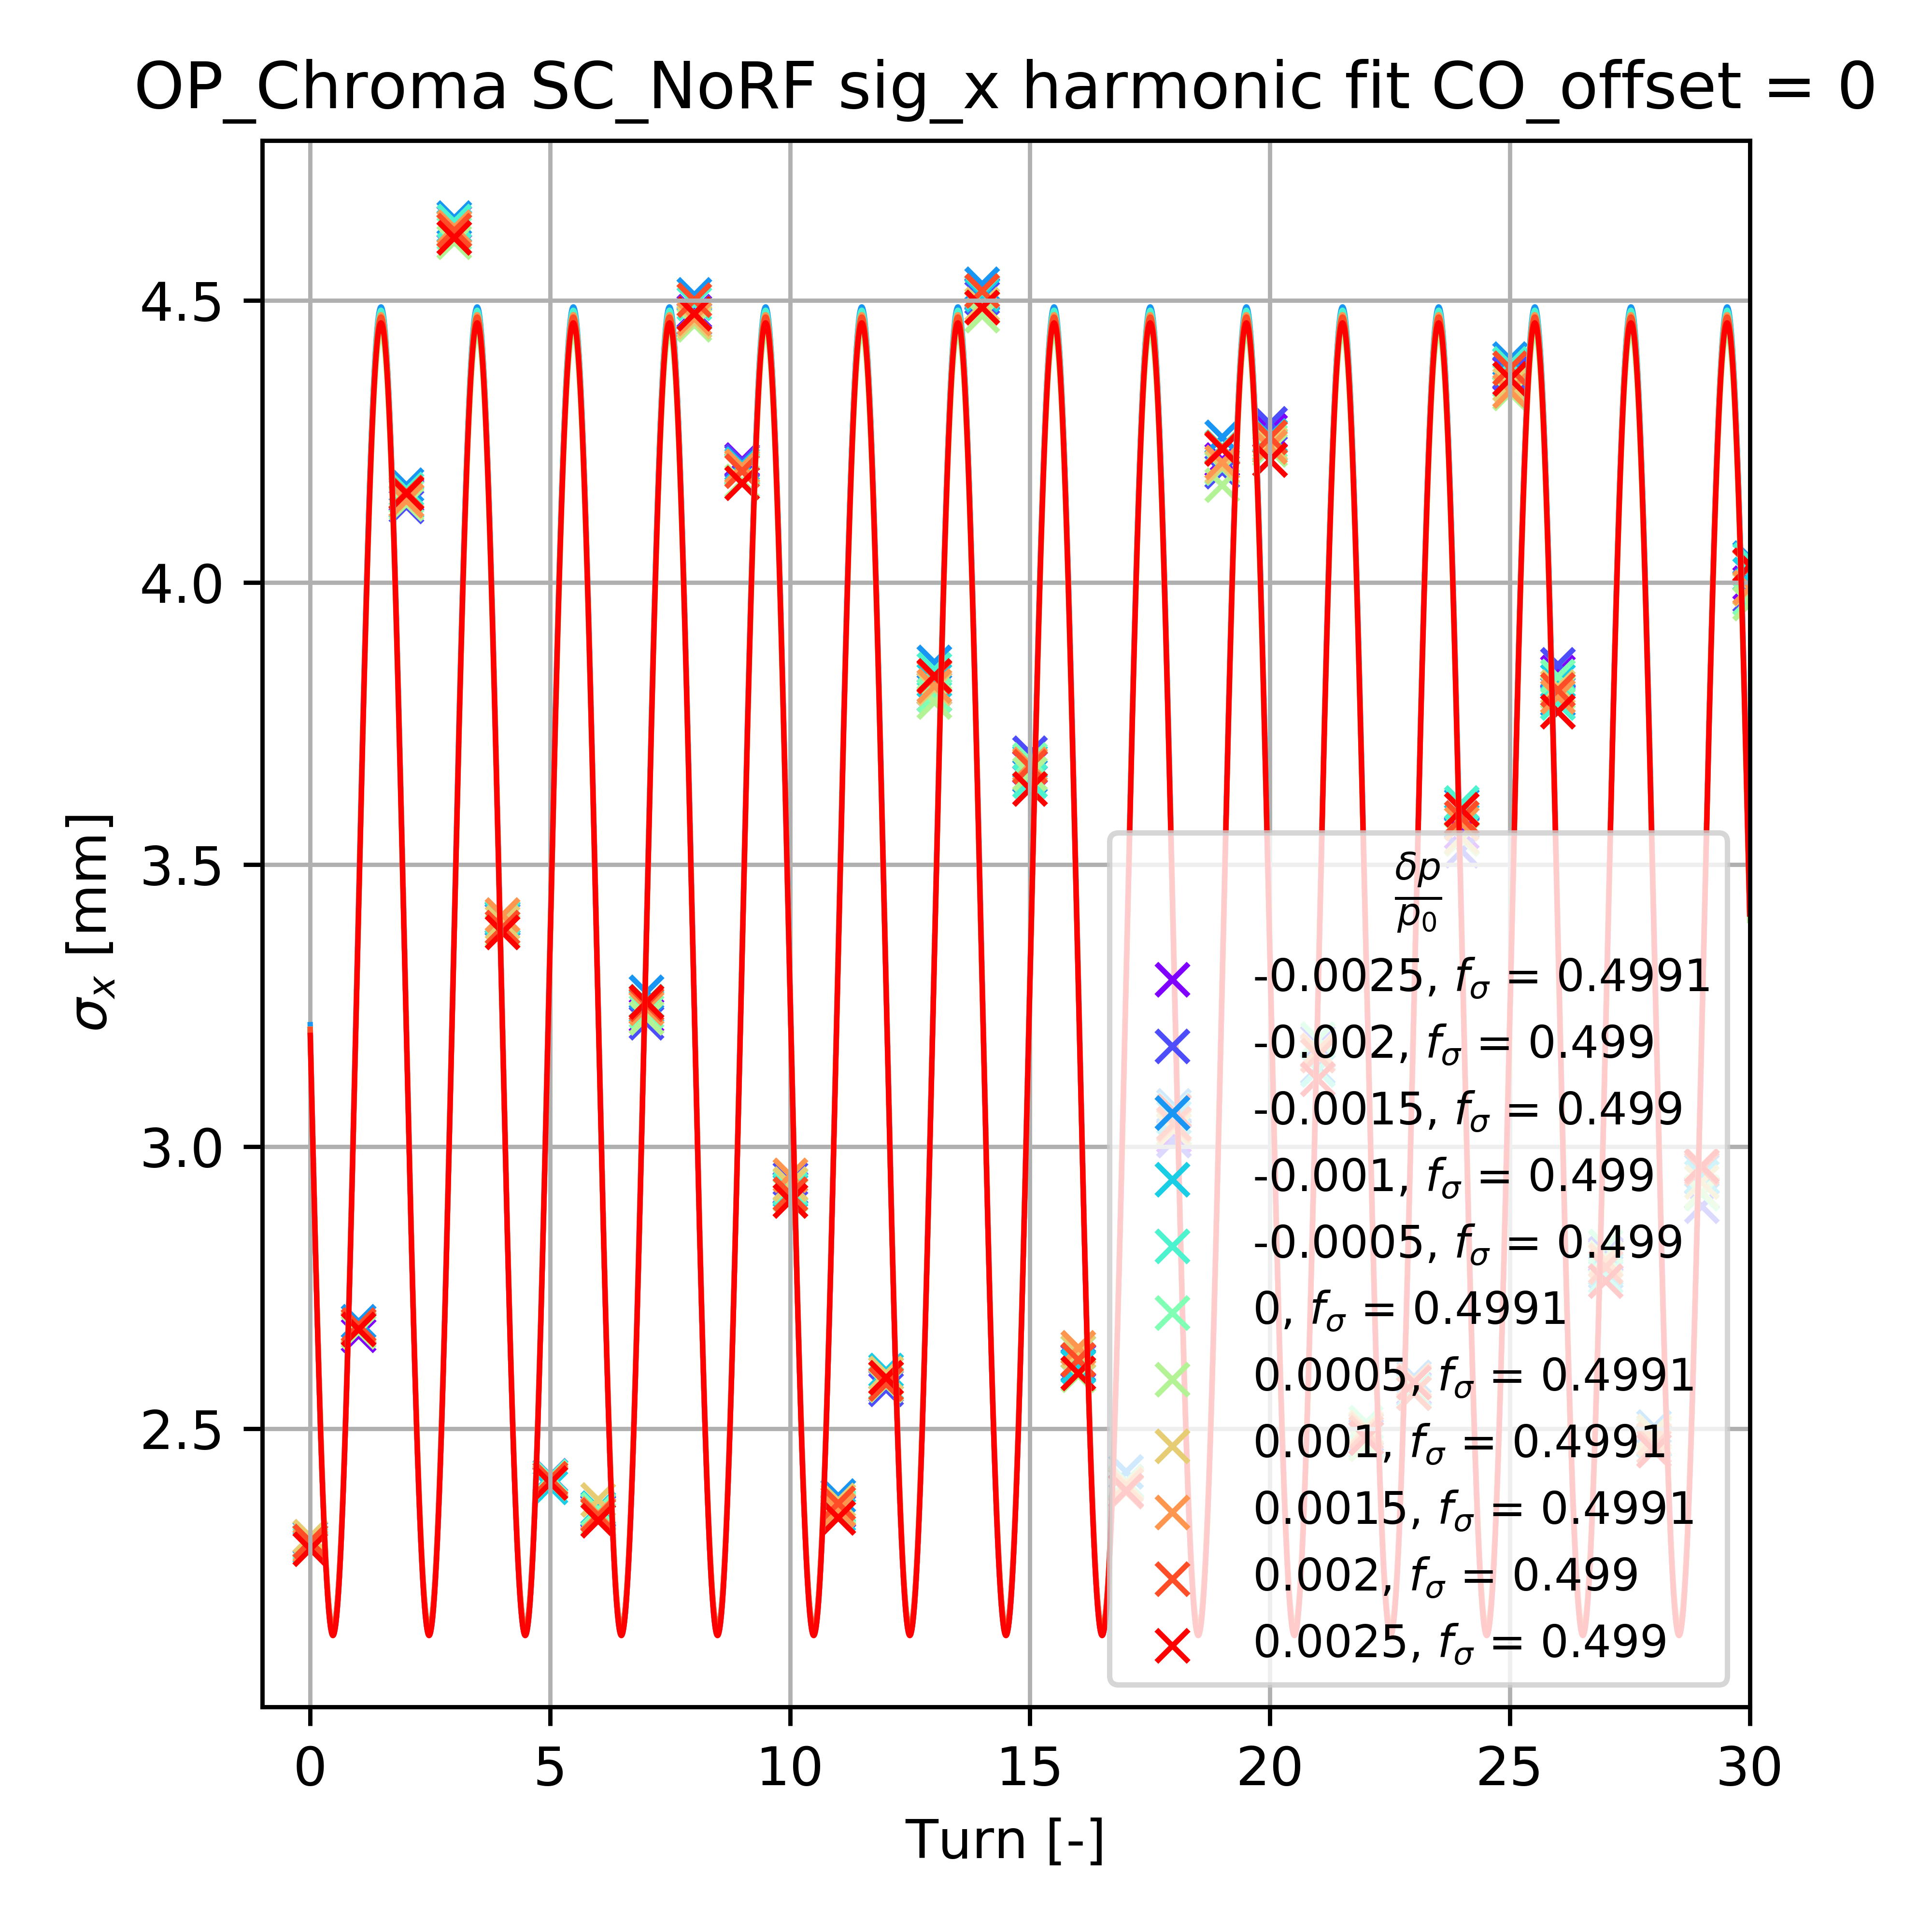 OP_Chroma SC_NoRF sig_x harmonic fit CO_offset = 0
σx [mm]
4.5
4.0
3.5
3.0
2.5
δp
p0
-0.0025, fσ = 0.4991
-0.002, fσ = 0.499
-0.0015, fσ = 0.499
-0.001, fσ = 0.499
-0.0005, fσ = 0.499
0, fσ = 0.4991
0.0005, fσ = 0.4991
0.001, fσ = 0.4991
0.0015, fσ = 0.4991
0.002, fσ = 0.499
0.0025, fσ = 0.499
0 5 10 15 20 25 30
Turn [-]